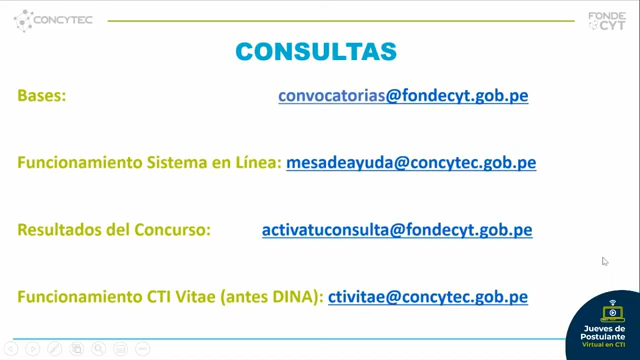 CONCYTEC
FONDE
CYT
CONSULTAS
Bases: convocatorias@fondecyt.gob.pe
Funcionamiento Sistema en Línea: mesadeayuda@concytec.gob.pe
Resultados del Concurso: activatuconsulta@fondecyt.gob.pe
Funcionamiento CTI Vitae (antes DINA): ctivitae@concytec.gob.pe
Jueves de
Postulante
Virtual en CTI